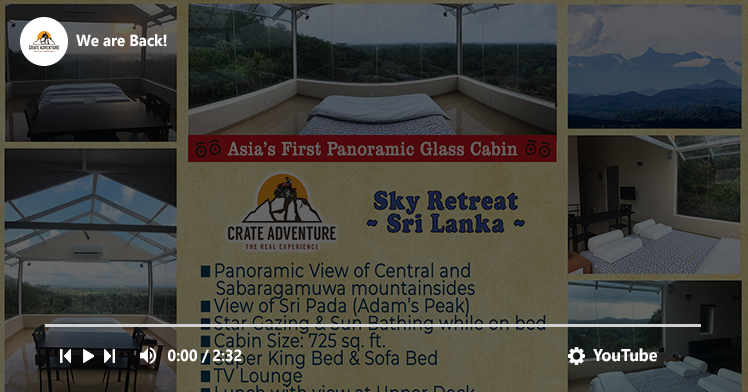 We are Back!
Asia's First Panoramic Glass Cabin
CRATE ADVENTURE
THE REAL EXPERIENCE
Sky Retreat
~ Sri Lanka ~
Panoramic View of Central and
Sabaragamuwa mountainsides
View of Sri Pada (Adam's Peak)
Star Gazing & Sun Bathing while on bed
Cabin Size: 725 sq. ft.
King Bed & Sofa Bed
TV Lounge
Lunch with view at Upper Deck
0:00 / 2:32
YouTube